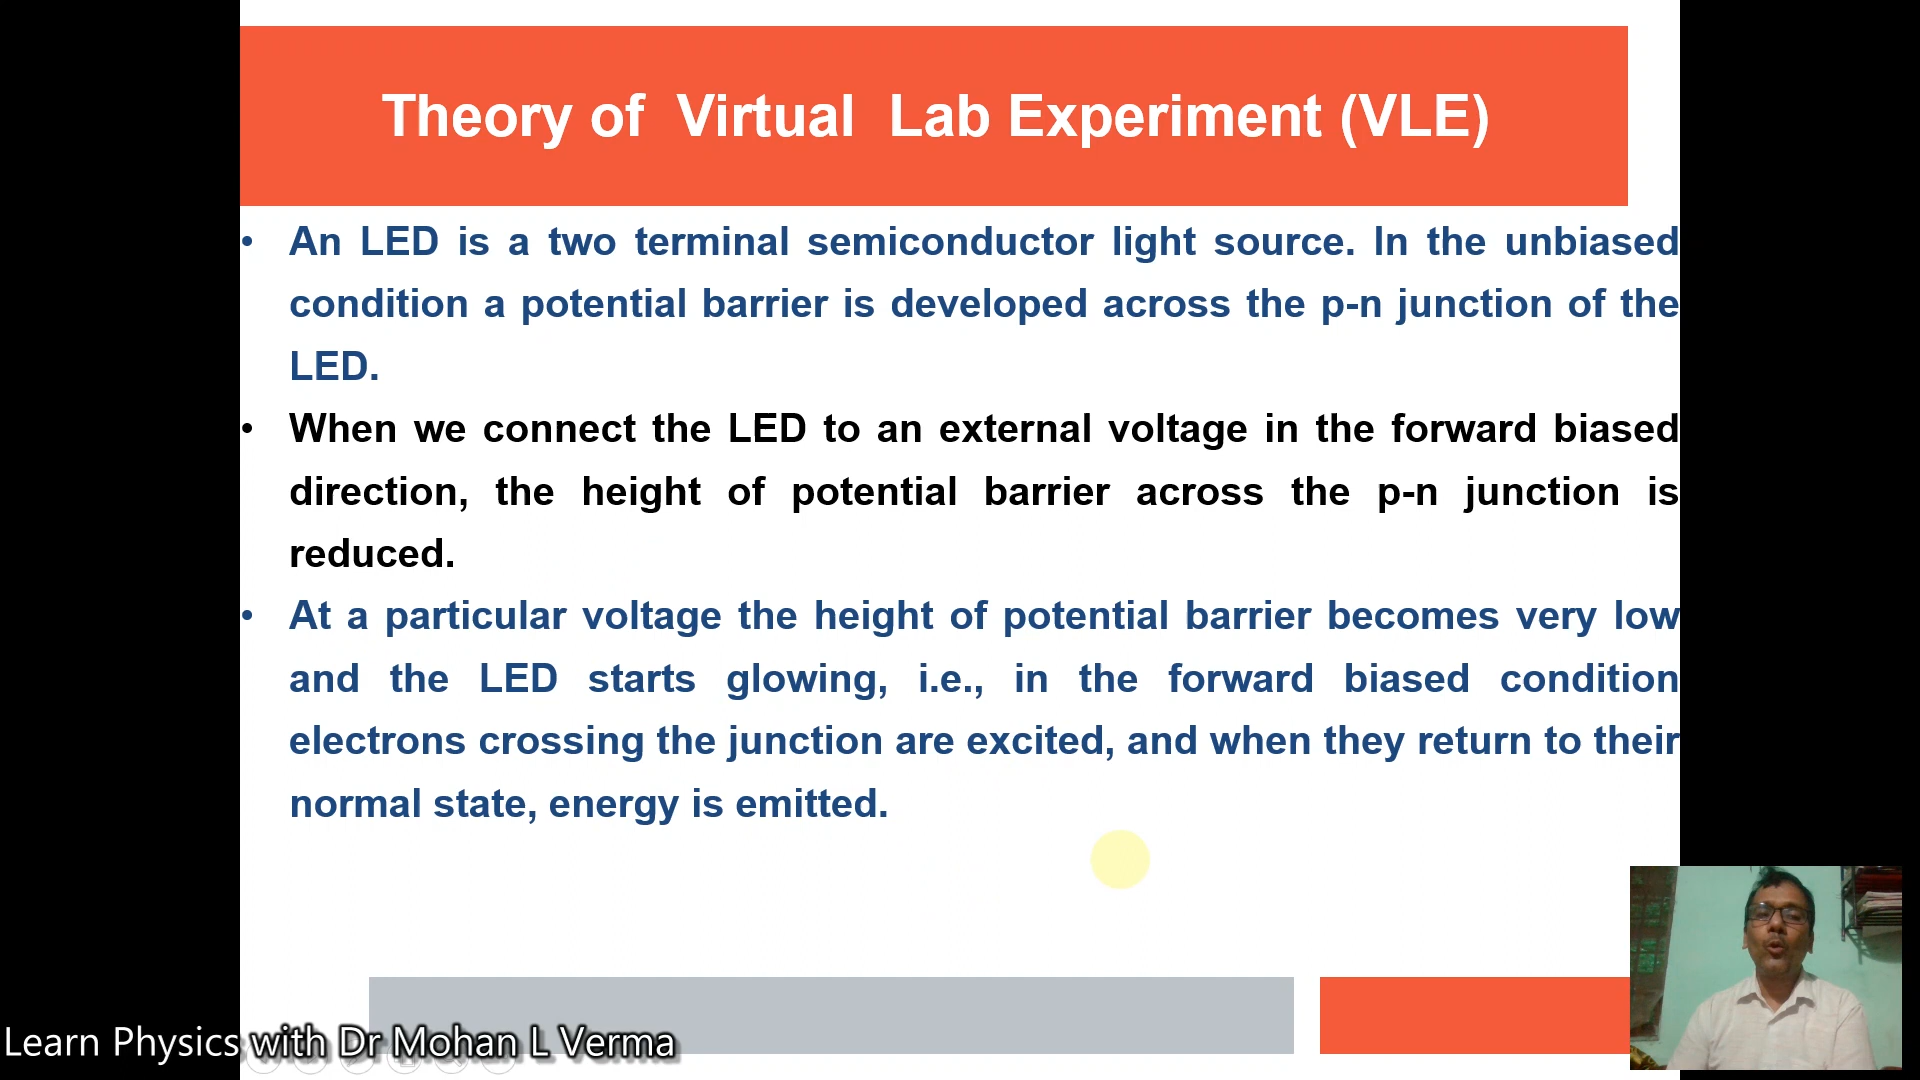 Theory of Virtual Lab Experiment (VLE)
• An LED is a two terminal semiconductor light source. In the unbiased
condition a potential barrier is developed across the p-n junction of the
LED.
• When we connect the LED to an external voltage in the forward biased
direction, the height of potential barrier across the p-n junction is
reduced.
• At a particular voltage the height of potential barrier becomes very low
and the LED starts glowing, i.e., in the forward biased condition
electrons crossing the junction are excited, and when they return to their
normal state, energy is emitted.
Learn Physics with Dr Mohan L Verma